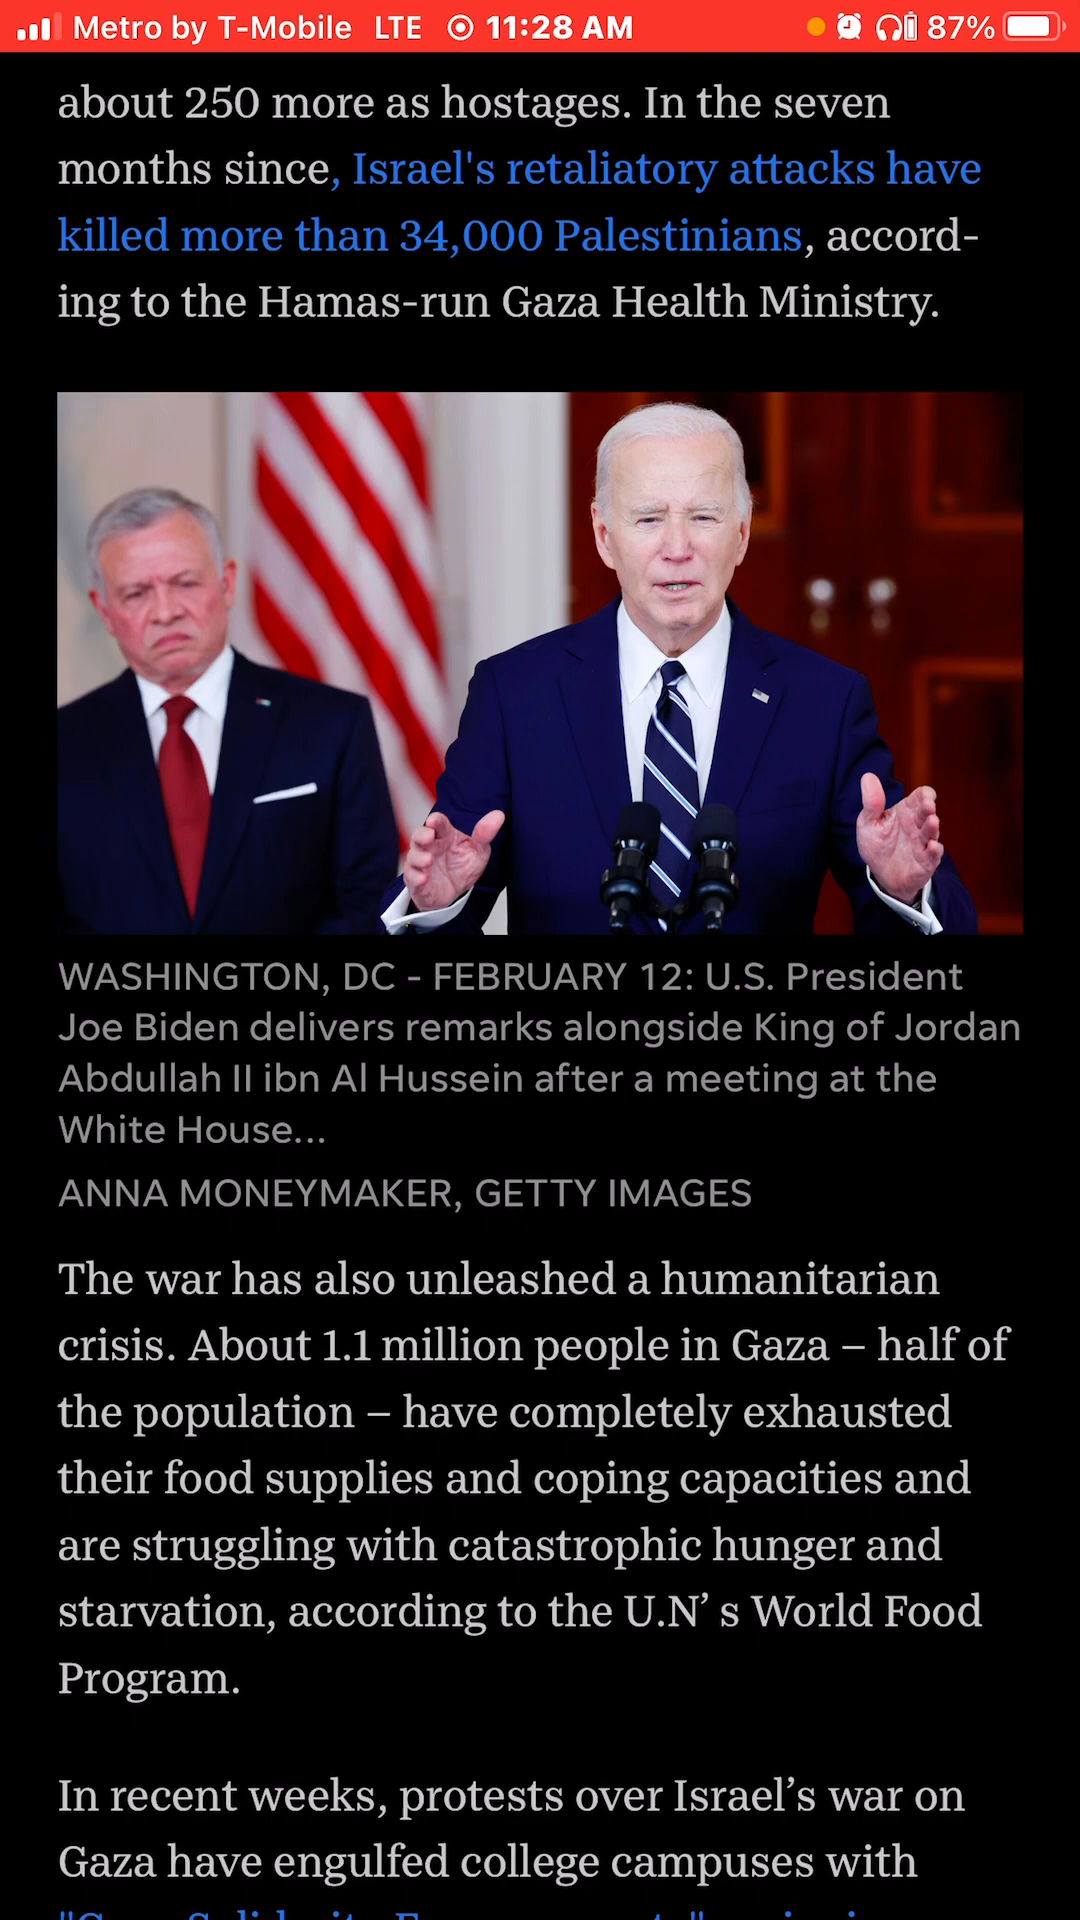 Metro by T-Mobile LTE 11:28 AM 87%
about 250 more as hostages. In the seven
months since, Israel's retaliatory attacks have
killed more than 34,000 Palestinians, accord-
ing to the Hamas-run Gaza Health Ministry.
WASHINGTON, DC - FEBRUARY 12: U.S. President
Joe Biden delivers remarks alongside King of Jordan
Abdullah II ibn Al Hussein after a meeting at the
White House...
ANNA MONEYMAKER, GETTY IMAGES
The war has also unleashed a humanitarian
crisis. About 1.1 million people in Gaza – half of
the population – have completely exhausted
their food supplies and coping capacities and
are struggling with catastrophic hunger and
starvation, according to the U.N’ s World Food
Program.
In recent weeks, protests over Israel’s war on
Gaza have engulfed college campuses with